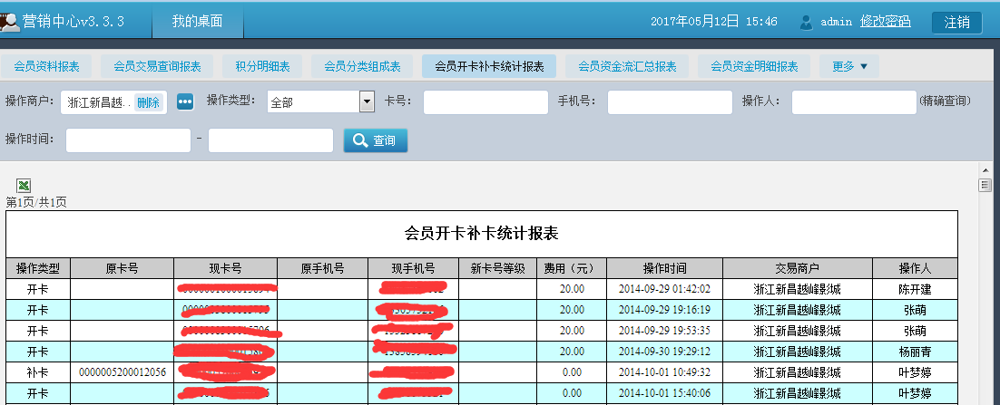 营销中心v3.3.3 我的桌面 2017年05月12日 15:46 admin 修改密码 注销
会员资料报表 会员交易查询报表 积分明细表 会员分类组成表 会员开卡补卡统计报表 会员资金流汇总报表 会员资金明细报表 更多
操作商户: 浙江新昌越.. 删除 操作类型: 全部 卡号: 手机号: 操作人: (精确查询)
操作时间: - 查询
第1页/共1页
会员开卡补卡统计报表
操作类型 原卡号 现卡号 原手机号 现手机号 新卡号等级 费用（元） 操作时间 交易商户 操作人
开卡 20.00 2014-09-29 01:42:02 浙江新昌越峰影城 陈开建
开卡 20.00 2014-09-29 19:16:19 浙江新昌越峰影城 张萌
开卡 20.00 2014-09-29 19:53:35 浙江新昌越峰影城 张萌
开卡 20.00 2014-09-30 19:29:12 浙江新昌越峰影城 杨丽青
补卡 0000005200012056 0.00 2014-10-01 10:49:32 浙江新昌越峰影城 叶梦婷
开卡 0.00 2014-10-01 15:40:06 浙江新昌越峰影城 叶梦婷